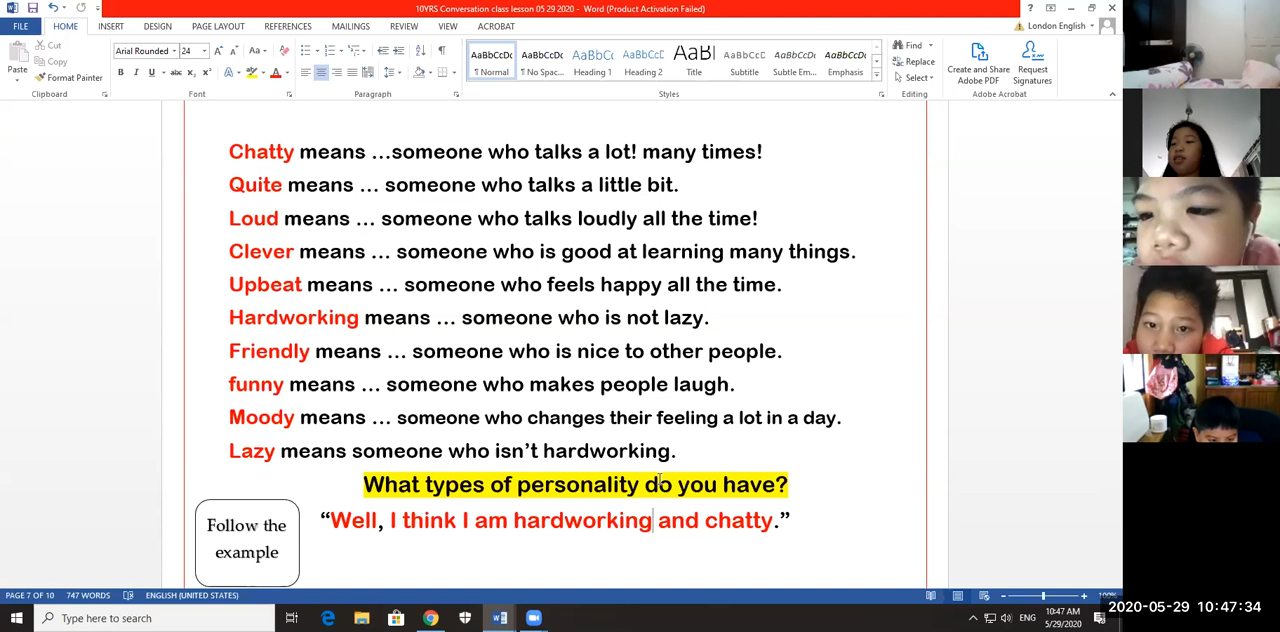 10YRS Conversation class lesson 05 29 2020 - Word (Product Activation Failed)
FILE HOME INSERT DESIGN PAGE LAYOUT REFERENCES MAILINGS REVIEW VIEW ACROBAT London English
Cut
Copy
Format Painter
Paste
Clipboard
Arial Rounded 24
Font
Paragraph
AaBbCcDc AaBbCcDc AaBbCc AaBbCcD AaBl AaBbCcD AaBbCcDc AaBbCcDc
¶ Normal ¶ No Spac... Heading 1 Heading 2 Title Subtitle Subtle Em... Emphasis
Styles
Find
Replace
Select
Editing
Create and Share Adobe PDF
Request Signatures
Adobe Acrobat
Chatty means …someone who talks a lot! many times!
Quite means … someone who talks a little bit.
Loud means … someone who talks loudly all the time!
Clever means … someone who is good at learning many things.
Upbeat means … someone who feels happy all the time.
Hardworking means … someone who is not lazy.
Friendly means … someone who is nice to other people.
funny means … someone who makes people laugh.
Moody means … someone who changes their feeling a lot in a day.
Lazy means someone who isn’t hardworking.
What types of personality do you have?
Follow the
example
“Well, I think I am hardworking and chatty.”
PAGE 7 OF 10 747 WORDS ENGLISH (UNITED STATES) 100%
2020-05-29 10:47:34
Type here to search
ENG
10:47 AM
5/29/2020